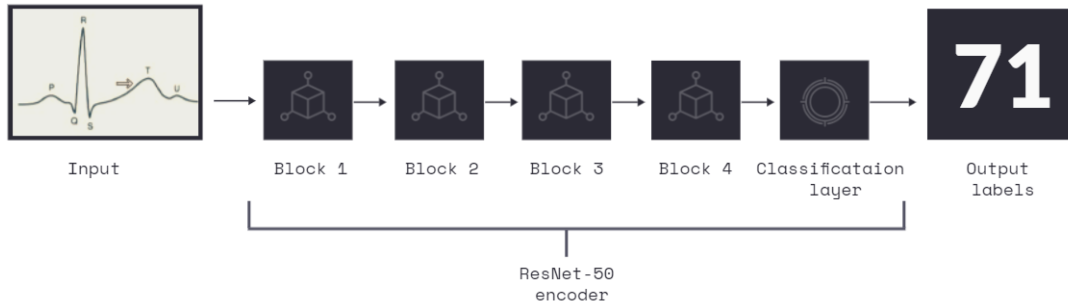 R
P
T
U
Q
S
71
Input
Block 1
Block 2
Block 3
Block 4
Classificataion
layer
Output
labels
ResNet-50
encoder